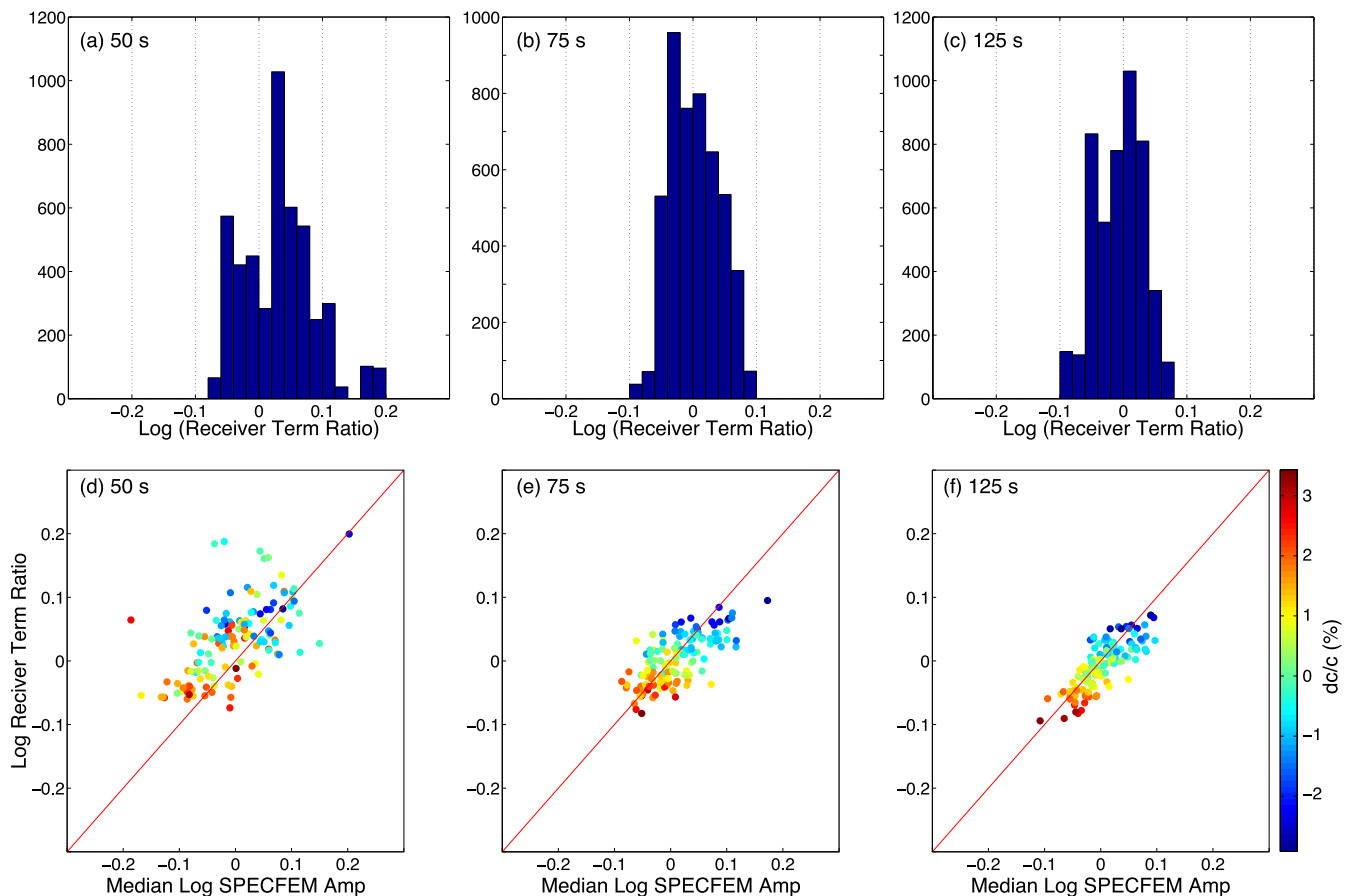 (a) 50 s
1200
1000
800
600
400
200
0
−0.2 −0.1 0 0.1 0.2
Log (Receiver Term Ratio)
(b) 75 s
1000
800
600
400
200
0
−0.2 −0.1 0 0.1 0.2
Log (Receiver Term Ratio)
(c) 125 s
1200
1000
800
600
400
200
0
−0.2 −0.1 0 0.1 0.2
Log (Receiver Term Ratio)
(d) 50 s
Log Receiver Term Ratio
0.2
0.1
0
−0.1
−0.2
−0.2 −0.1 0 0.1 0.2
Median Log SPECFEM Amp
(e) 75 s
0.2
0.1
0
−0.1
−0.2
−0.2 −0.1 0 0.1 0.2
Median Log SPECFEM Amp
(f) 125 s
0.2
0.1
0
−0.1
−0.2
−0.2 −0.1 0 0.1 0.2
Median Log SPECFEM Amp
3
2
1
0
−1
−2
dc/c (%)